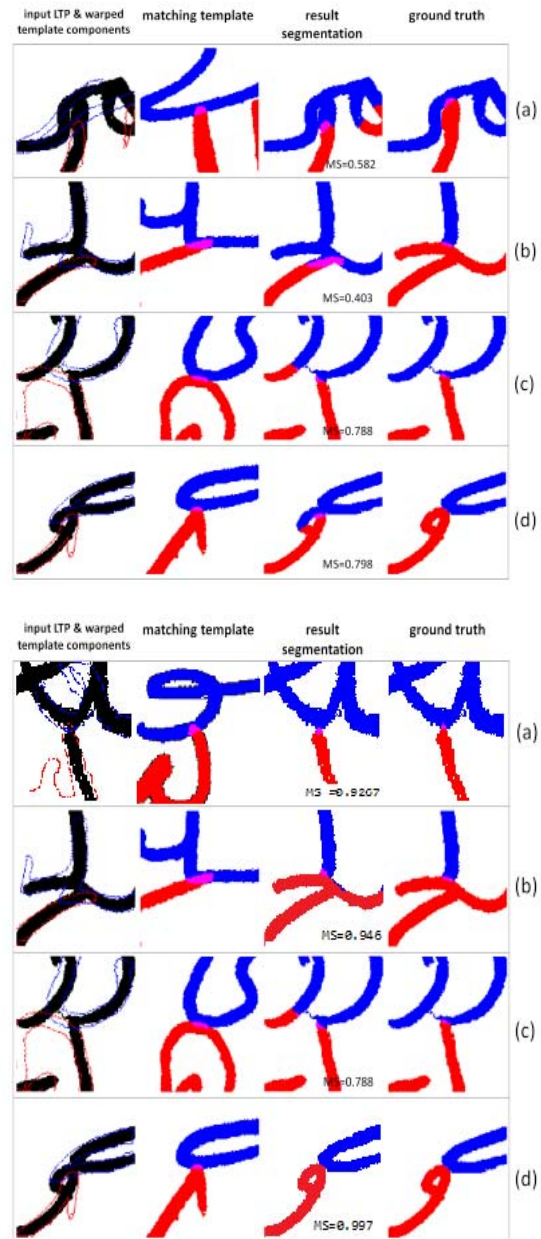 input LTP & warped
template components
matching template
result
segmentation
ground truth
MS=0.582
(a)
MS=0.403
(b)
MS=0.788
(c)
MS=0.798
(d)
input LTP & warped
template components
matching template
result
segmentation
ground truth
MS =0.9267
(a)
MS=0.946
(b)
MS=0.788
(c)
MS=0.997
(d)